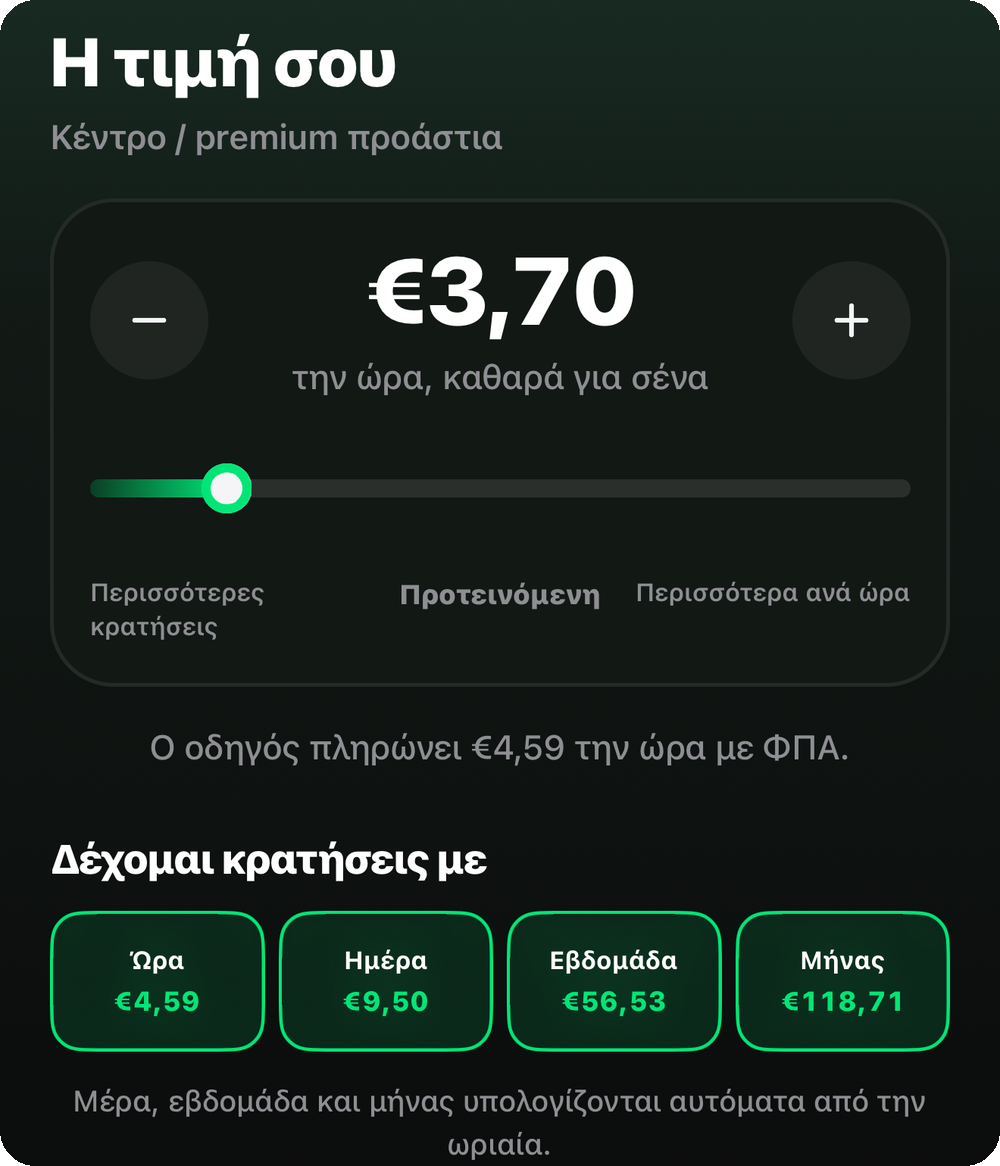 Η τιμή σου
Κέντρο / premium προάστια
−
€3,70
+
την ώρα, καθαρά για σένα
Περισσότερες
κρατήσεις
Προτεινόμενη
Περισσότερα ανά ώρα
Ο οδηγός πληρώνει €4,59 την ώρα με ΦΠΑ.
Δέχομαι κρατήσεις με
Ώρα
€4,59
Ημέρα
€9,50
Εβδομάδα
€56,53
Μήνας
€118,71
Μέρα, εβδομάδα και μήνας υπολογίζονται αυτόματα από την
ωριαία.